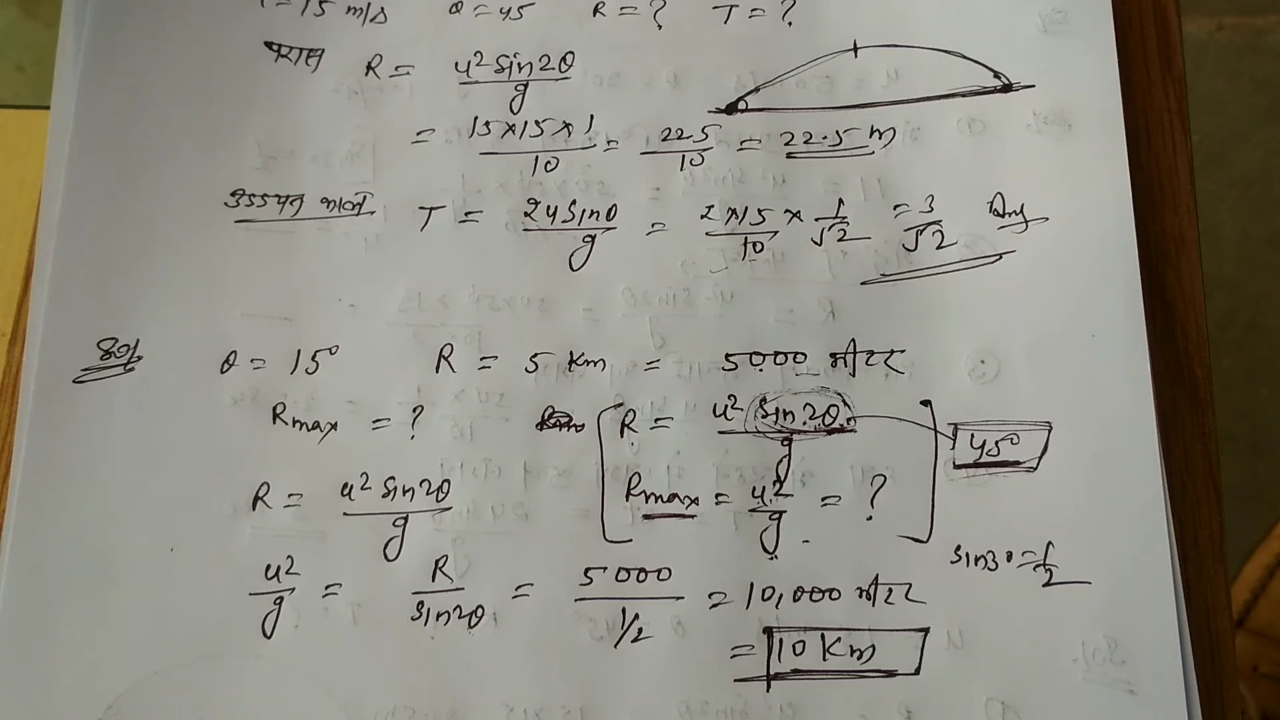 = 15 m/s θ = 45 R = ? T = ?
परास R = u² sin2θ / g
= 15×15×1 / 10 = 225 / 10 = 22.5 m
उड्डयन काल T = 2u sinθ / g = 2×15 / 10 × 1/√2 = 3/√2 Ans
Soln θ = 15° R = 5 Km = 5000 मीटर
Rmax = ? [ R = u² sin2θ / g 45°
R = u² sin2θ / g Rmax = u²/g = ? ]
sin30 = 1/2
u²/g = R / sin2θ = 5000 / 1/2 = 10,000 मीटर
= 10 Km